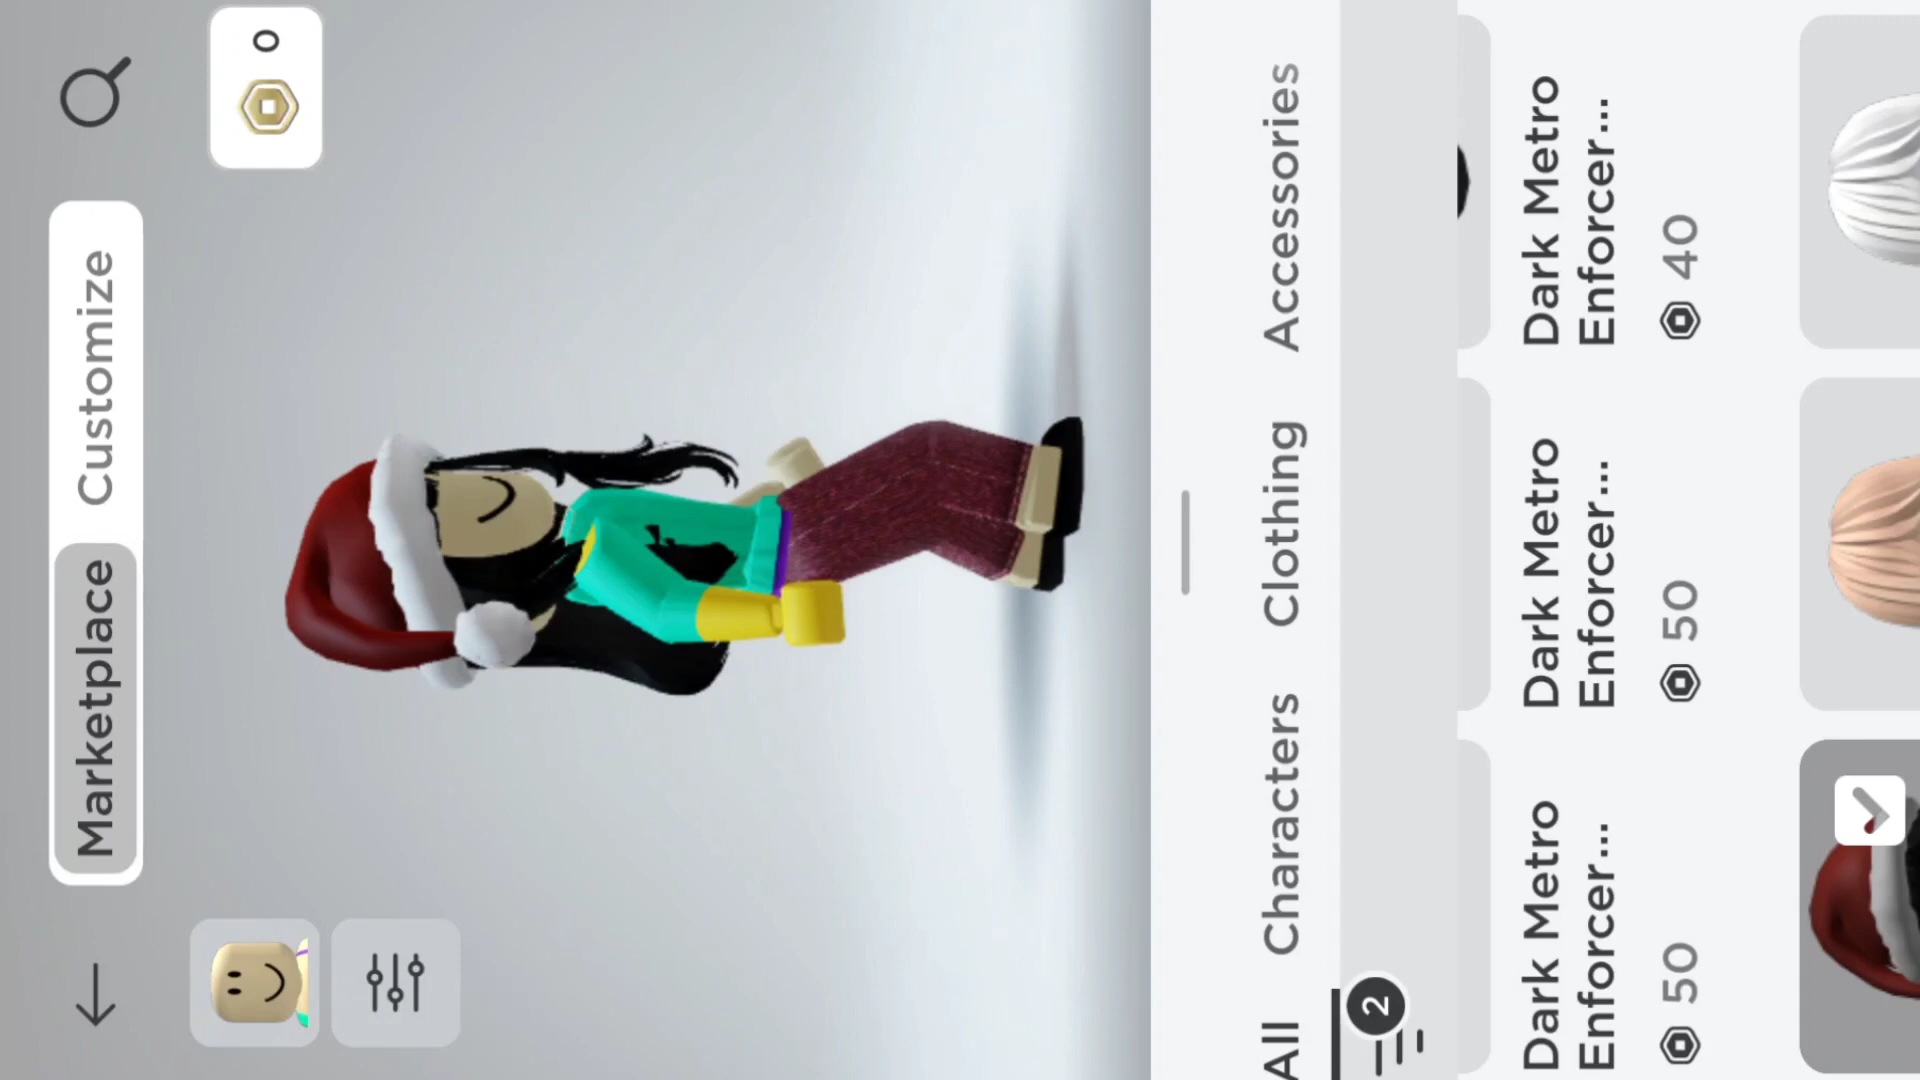 Marketplace Customize
0
All Characters Clothing Accessories
2
Dark Metro
Enforcer...
50
Dark Metro
Enforcer...
50
Dark Metro
Enforcer...
40